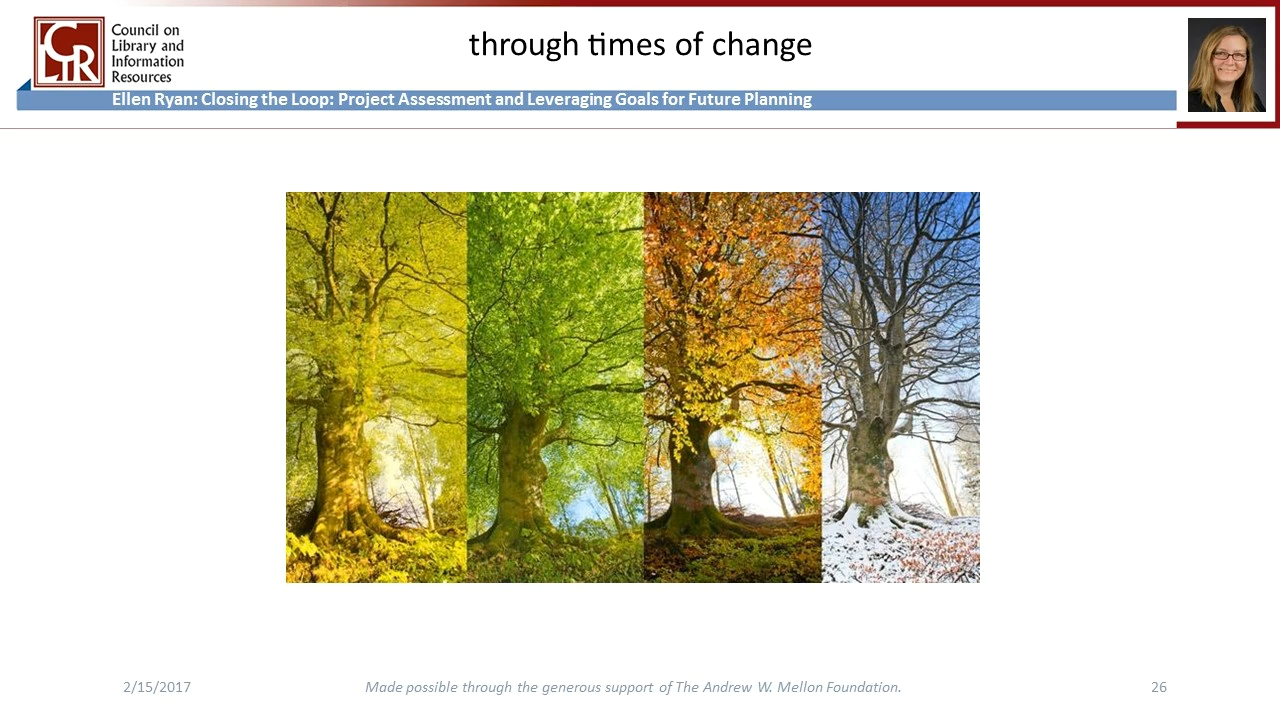 CLIR
Council on
Library and
Information
Resources
through times of change
Ellen Ryan: Closing the Loop: Project Assessment and Leveraging Goals for Future Planning
2/15/2017
Made possible through the generous support of The Andrew W. Mellon Foundation.
26